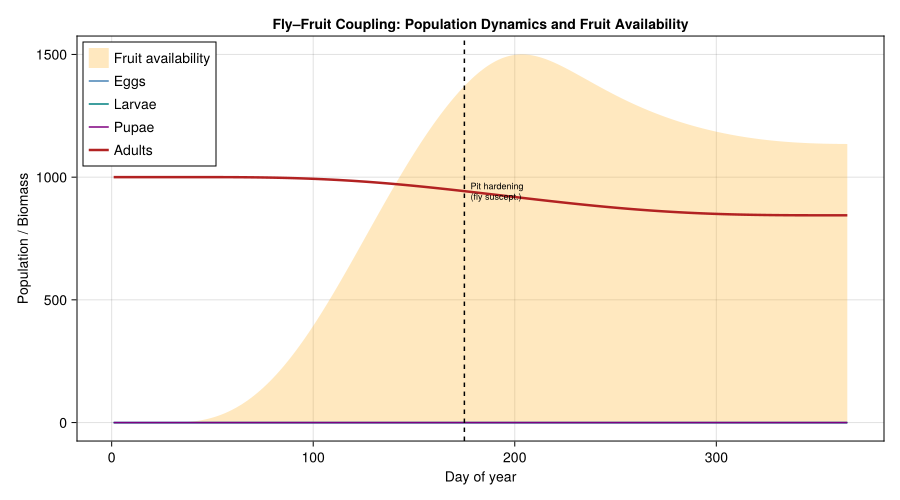 Fly–Fruit Coupling: Population Dynamics and Fruit Availability
Fruit availability
Eggs
Larvae
Pupae
Adults
Pit hardening
(fly suscept.)
1500
1000
500
0
Population / Biomass
0
100
200
300
Day of year